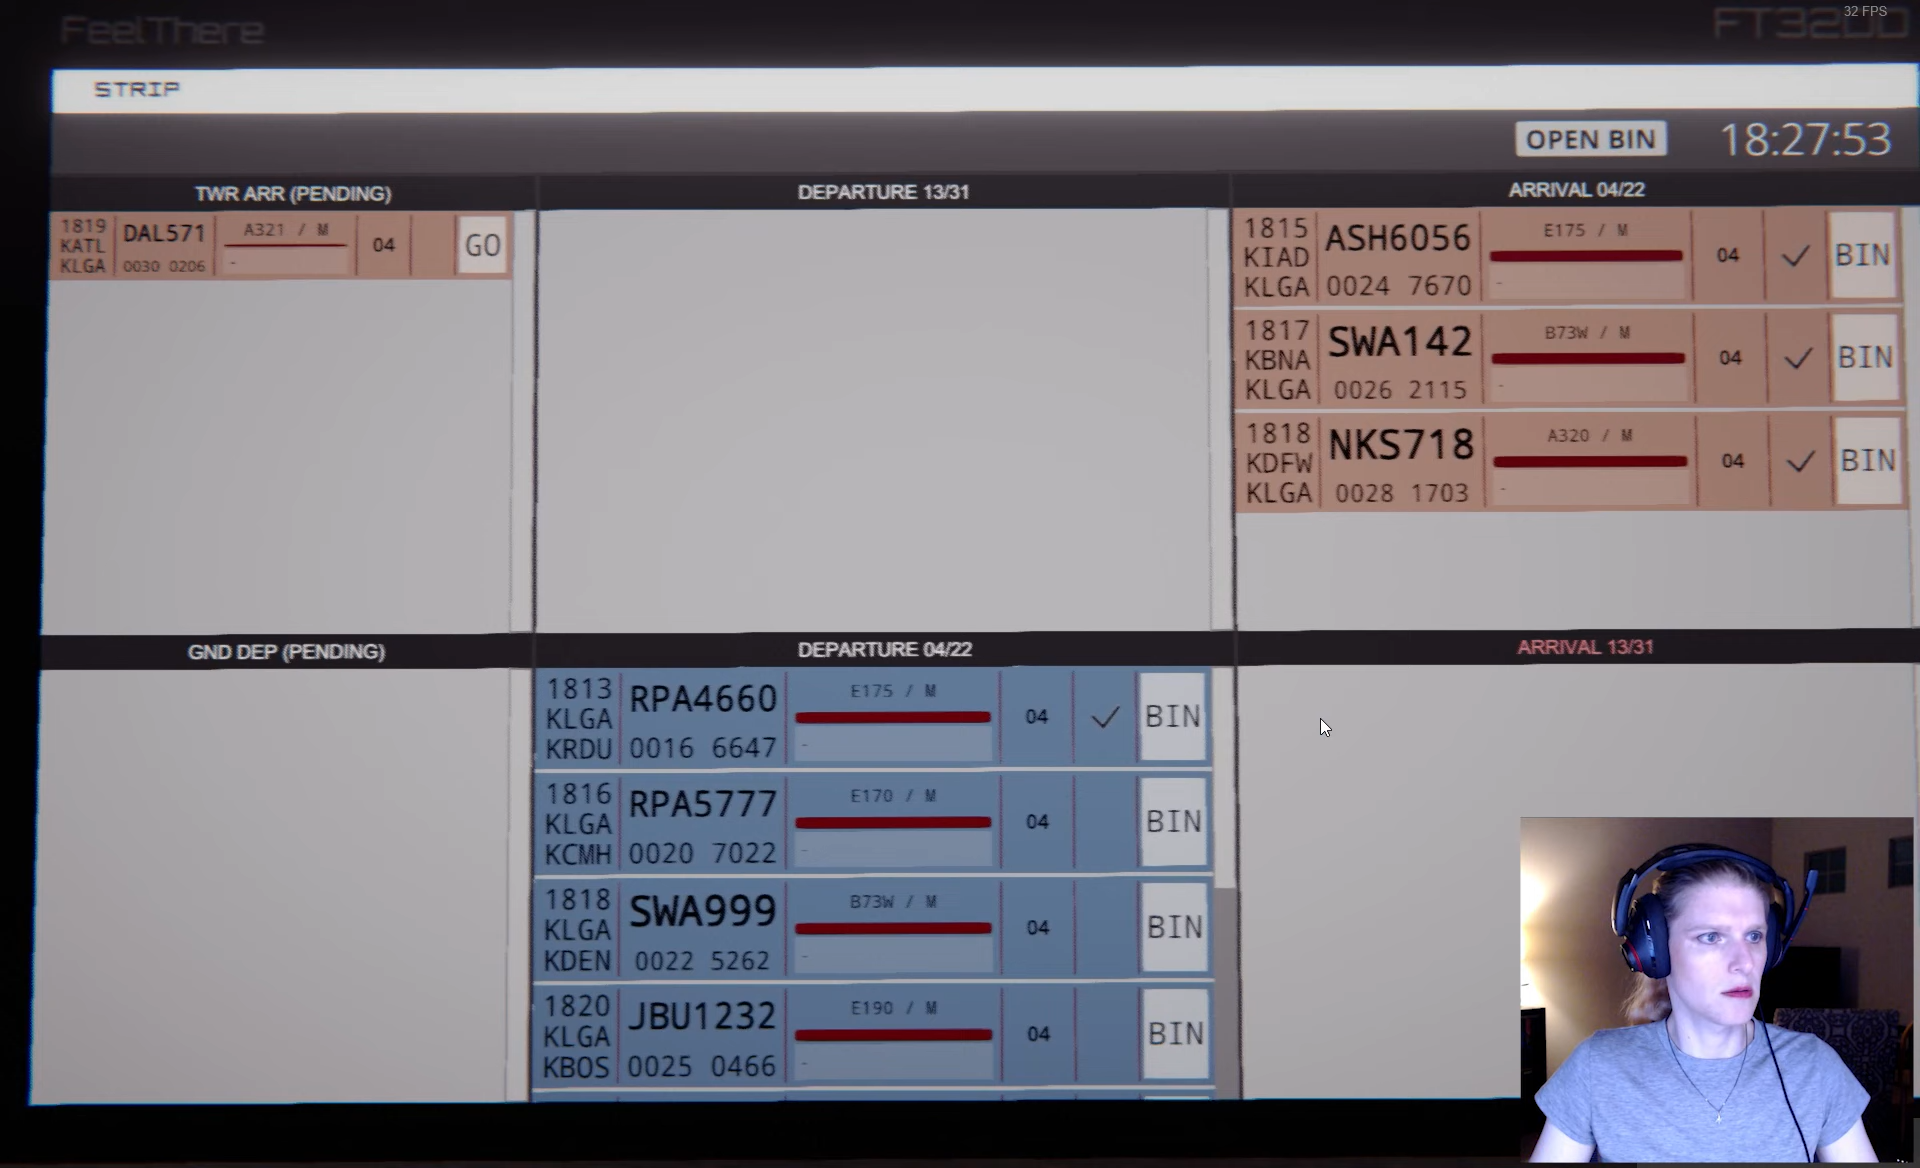 32 FPS
FeelThere
FT3200
STRIP
OPEN BIN
18:27:53
TWR ARR (PENDING)
1819
KATL
KLGA
DAL571
0030 0206
A321 / M
-
04
GO
DEPARTURE 13/31
ARRIVAL 04/22
1815
KIAD
KLGA
ASH6056
0024 7670
E175 / M
-
04
✓
BIN
1817
KBNA
KLGA
SWA142
0026 2115
B73W / M
-
04
✓
BIN
1818
KDFW
KLGA
NKS718
0028 1703
A320 / M
-
04
✓
BIN
GND DEP (PENDING)
DEPARTURE 04/22
1813
KLGA
KRDU
RPA4660
0016 6647
E175 / M
-
04
✓
BIN
1816
KLGA
KCMH
RPA5777
0020 7022
E170 / M
-
04
BIN
1818
KLGA
KDEN
SWA999
0022 5262
B73W / M
-
04
BIN
1820
KLGA
KBOS
JBU1232
0025 0466
E190 / M
-
04
BIN
ARRIVAL 13/31